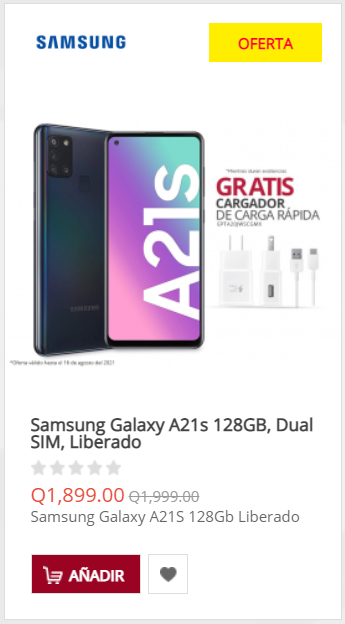 SAMSUNG
OFERTA
*Mientras duren existencias
GRATIS
CARGADOR
DE CARGA RÁPIDA
A21s
SAMSUNG
*Oferta válido hasta el 16 de agosto del 2021
Samsung Galaxy A21s 128GB, Dual
SIM, Liberado
Q1,899.00 Q1,999.00
Samsung Galaxy A21S 128Gb Liberado
AÑADIR